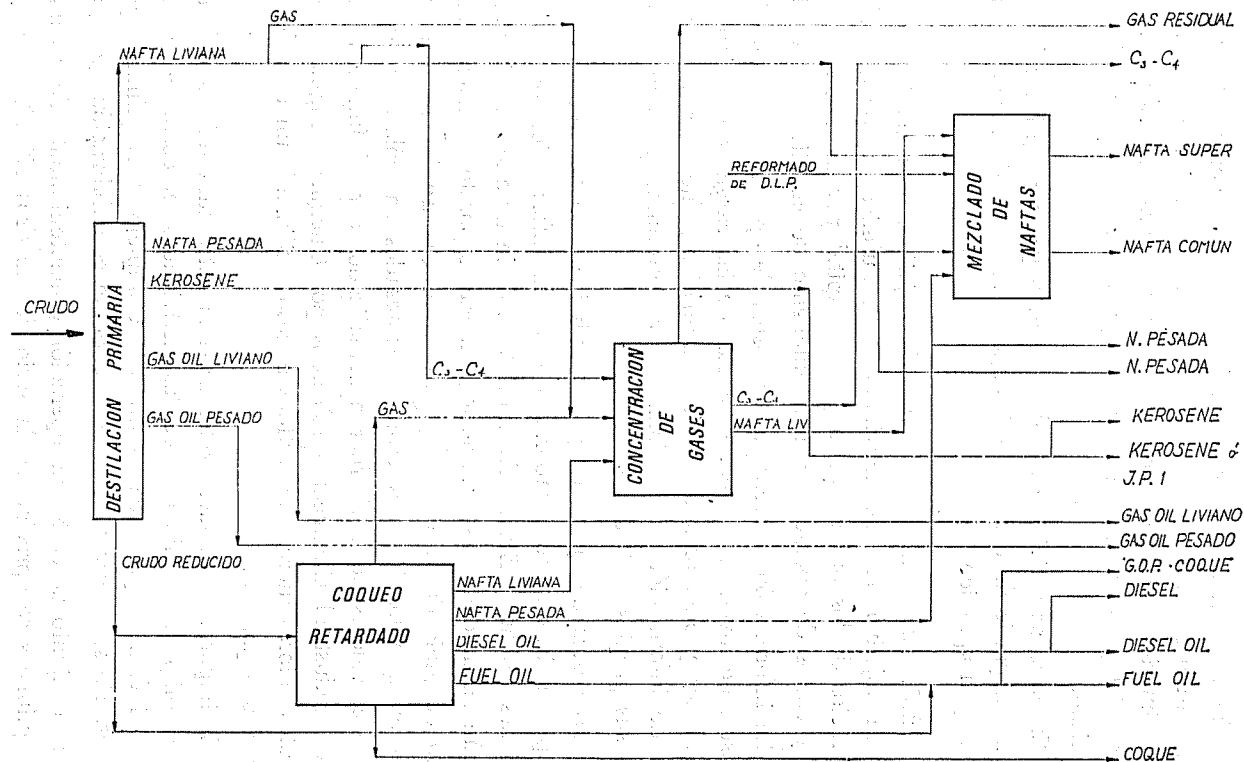 GAS
NAFTA LIVIANA
GAS RESIDUAL
C₃-C₄
REFORMADO
DE D.L.P.
MEZCLADO
DE
NAFTAS
NAFTA SUPER
NAFTA COMUN
CRUDO
DESTILACION PRIMARIA
NAFTA PESADA
KEROSENE
GAS OIL LIVIANO
GAS OIL PESADO
CRUDO REDUCIDO
C₃-C₄
GAS
CONCENTRACION
DE
GASES
C₃-C₄
NAFTA LIV
N. PESADA
N. PESADA
KEROSENE
KEROSENE ó
J.P. 1
GAS OIL LIVIANO
GAS OIL PESADO
G.O.P. - COQUE
DIESEL
COQUEO
RETARDADO
NAFTA LIVIANA
NAFTA PESADA
DIESEL OIL
FUEL OIL
DIESEL OIL
FUEL OIL
COQUE